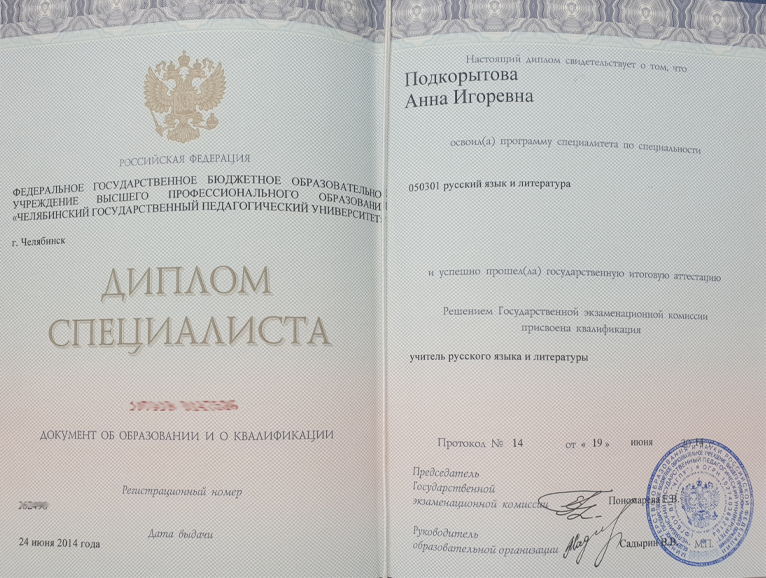 РОССИЙСКАЯ ФЕДЕРАЦИЯ
ФЕДЕРАЛЬНОЕ ГОСУДАРСТВЕННОЕ БЮДЖЕТНОЕ ОБРАЗОВАТЕЛЬНО
УЧРЕЖДЕНИЕ ВЫСШЕГО ПРОФЕССИОНАЛЬНОГО ОБРАЗОВАНИ
«ЧЕЛЯБИНСКИЙ ГОСУДАРСТВЕННЫЙ ПЕДАГОГИЧЕСКИЙ УНИВЕРСИТЕТ
г. Челябинск
ДИПЛОМ
СПЕЦИАЛИСТА
ДОКУМЕНТ ОБ ОБРАЗОВАНИИ И О КВАЛИФИКАЦИИ
Регистрационный номер
Дата выдачи
24 июня 2014 года
Настоящий диплом свидетельствует о том, что
Подкорытова
Анна Игоревна
освоил(а) программу специалитета по специальности
050301 русский язык и литература
и успешно прошел(ла) государственную итоговую аттестацию
Решением Государственной экзаменационной комиссии
присвоена квалификация
учитель русского языка и литературы
Протокол № 14 от « 19 » июня
Председатель
Государственной
экзаменационной комиссии Пономарева Е.В.
Руководитель
образовательной организации Садырин В.В.
М.П.